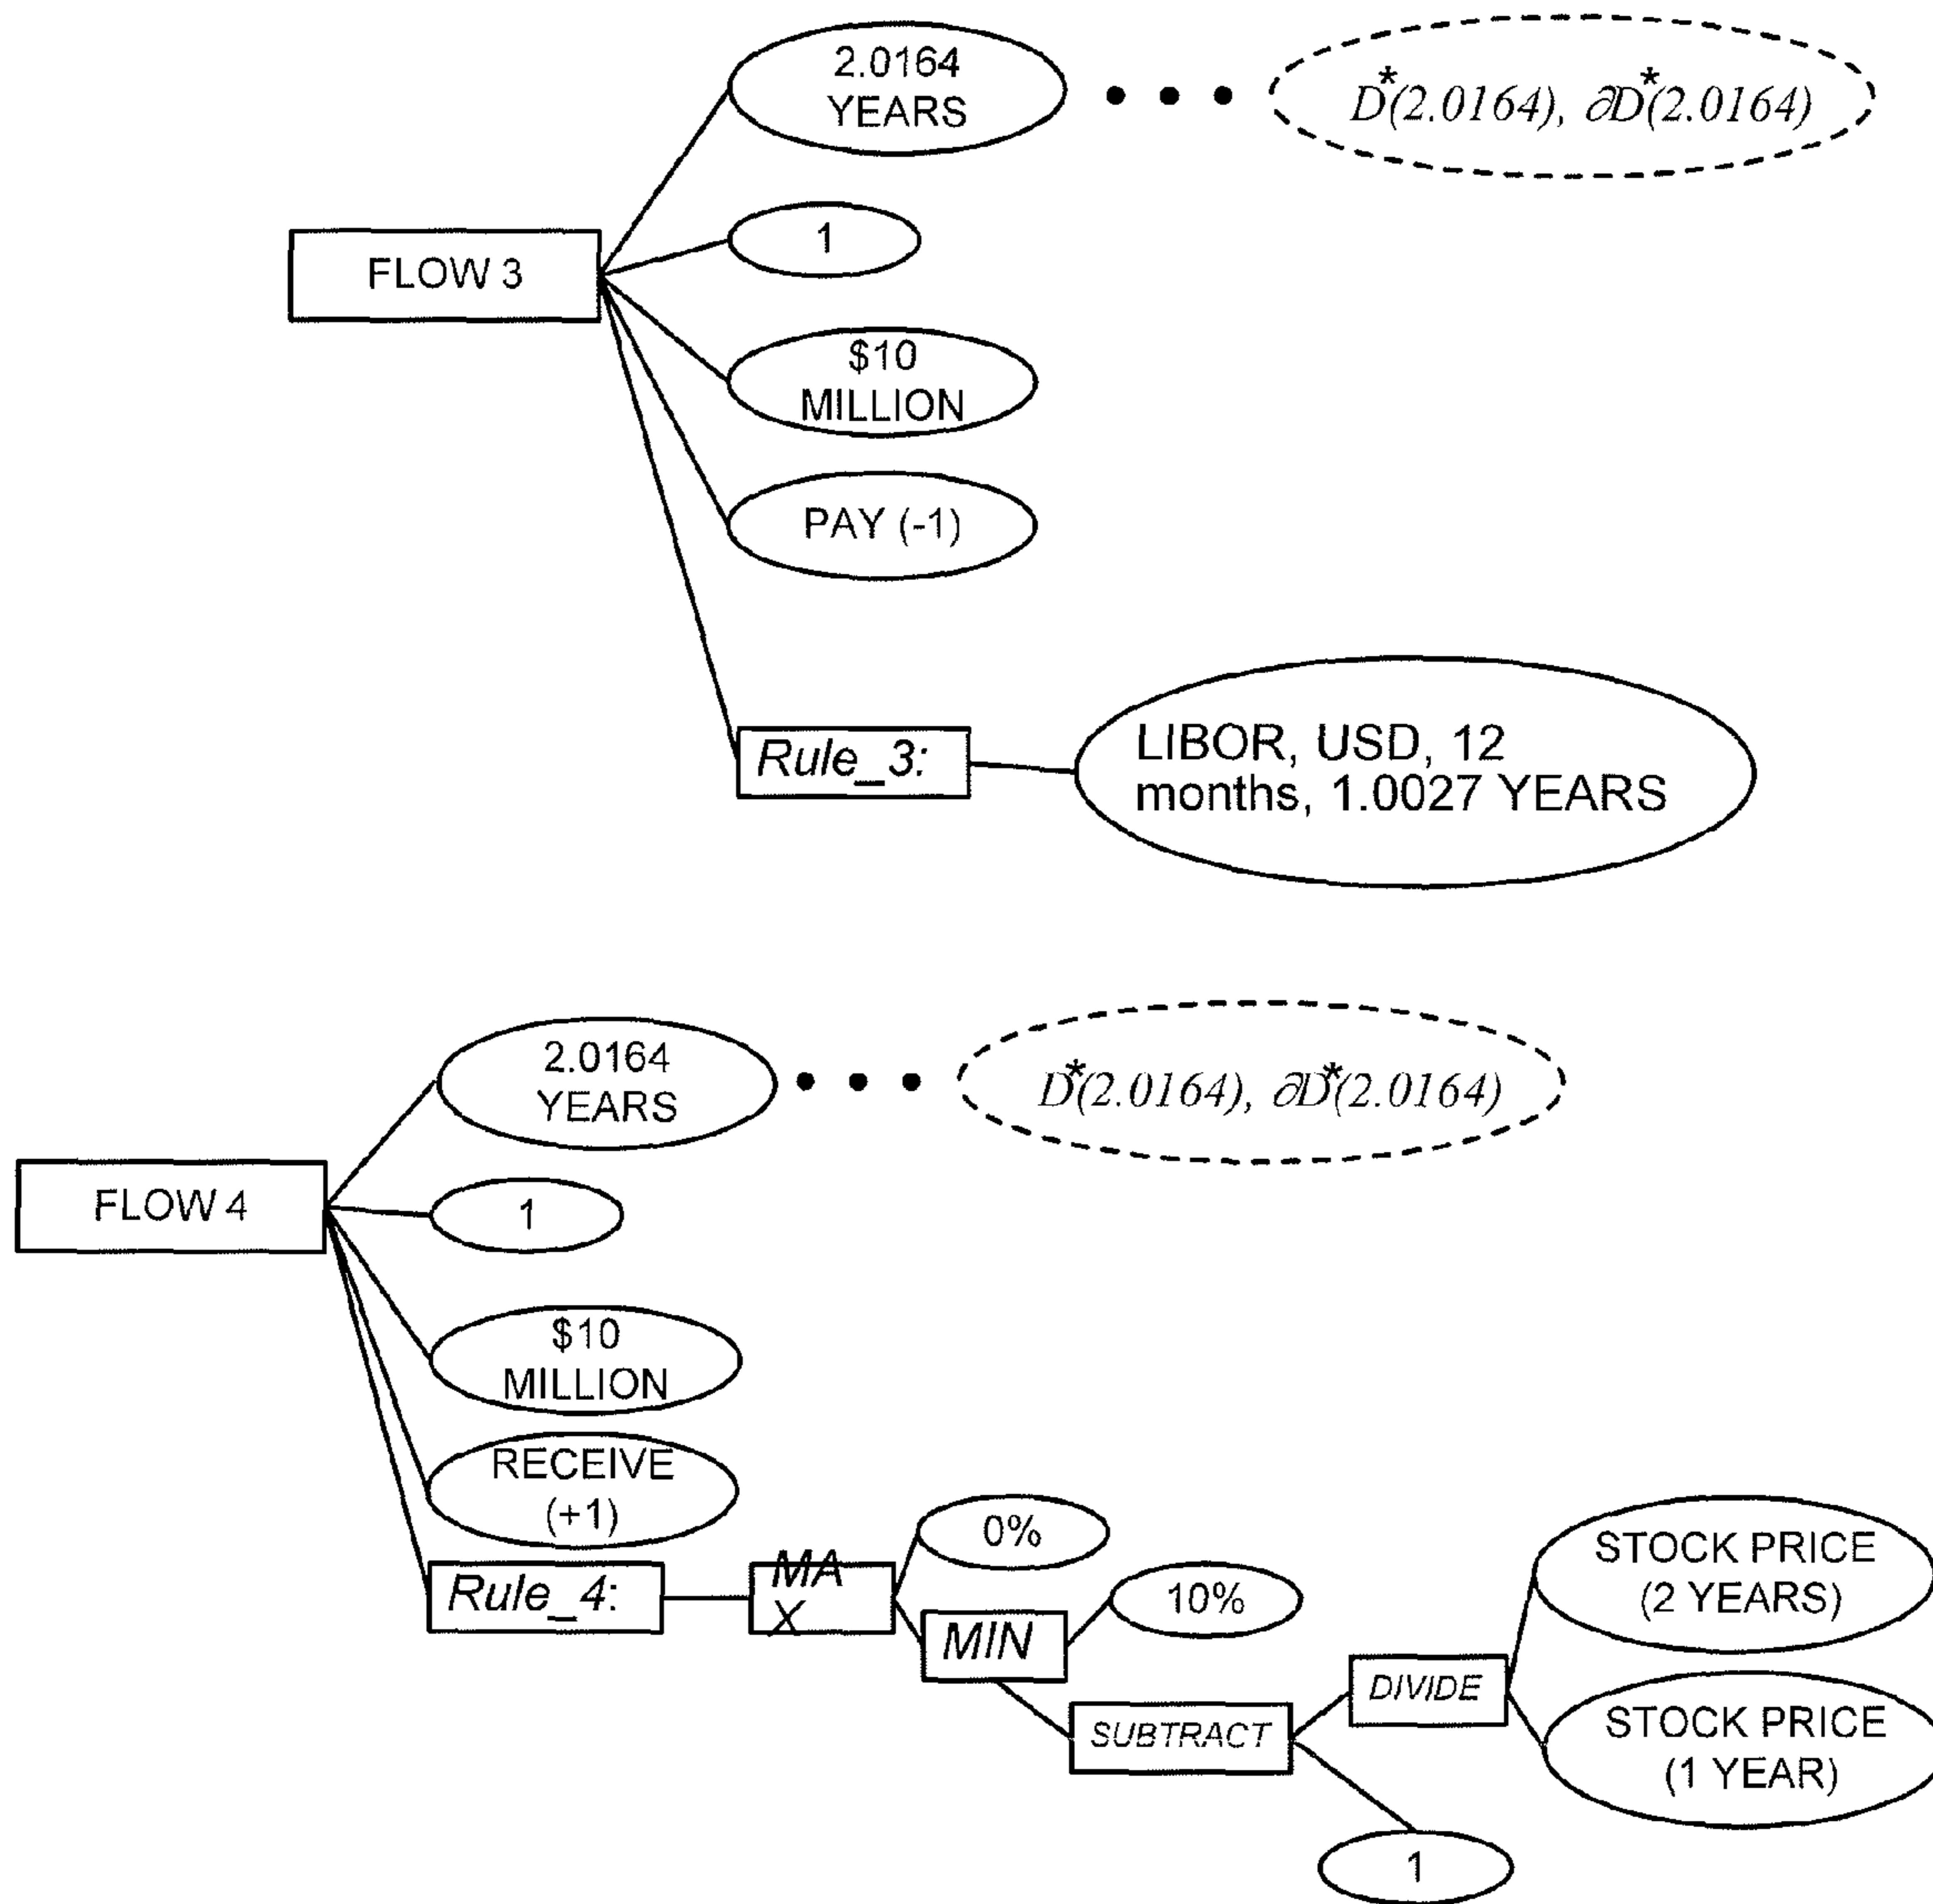 2.0164
YEARS
D*(2.0164), ∂D*(2.0164)
1
FLOW 3
$10
MILLION
PAY (-1)
Rule_3:
LIBOR, USD, 12
months, 1.0027 YEARS
2.0164
YEARS
D*(2.0164), ∂D*(2.0164)
FLOW 4
1
$10
MILLION
RECEIVE
(+1)
Rule_4:
MA
X
0%
MIN
10%
SUBTRACT
DIVIDE
STOCK PRICE
(2 YEARS)
STOCK PRICE
(1 YEAR)
1